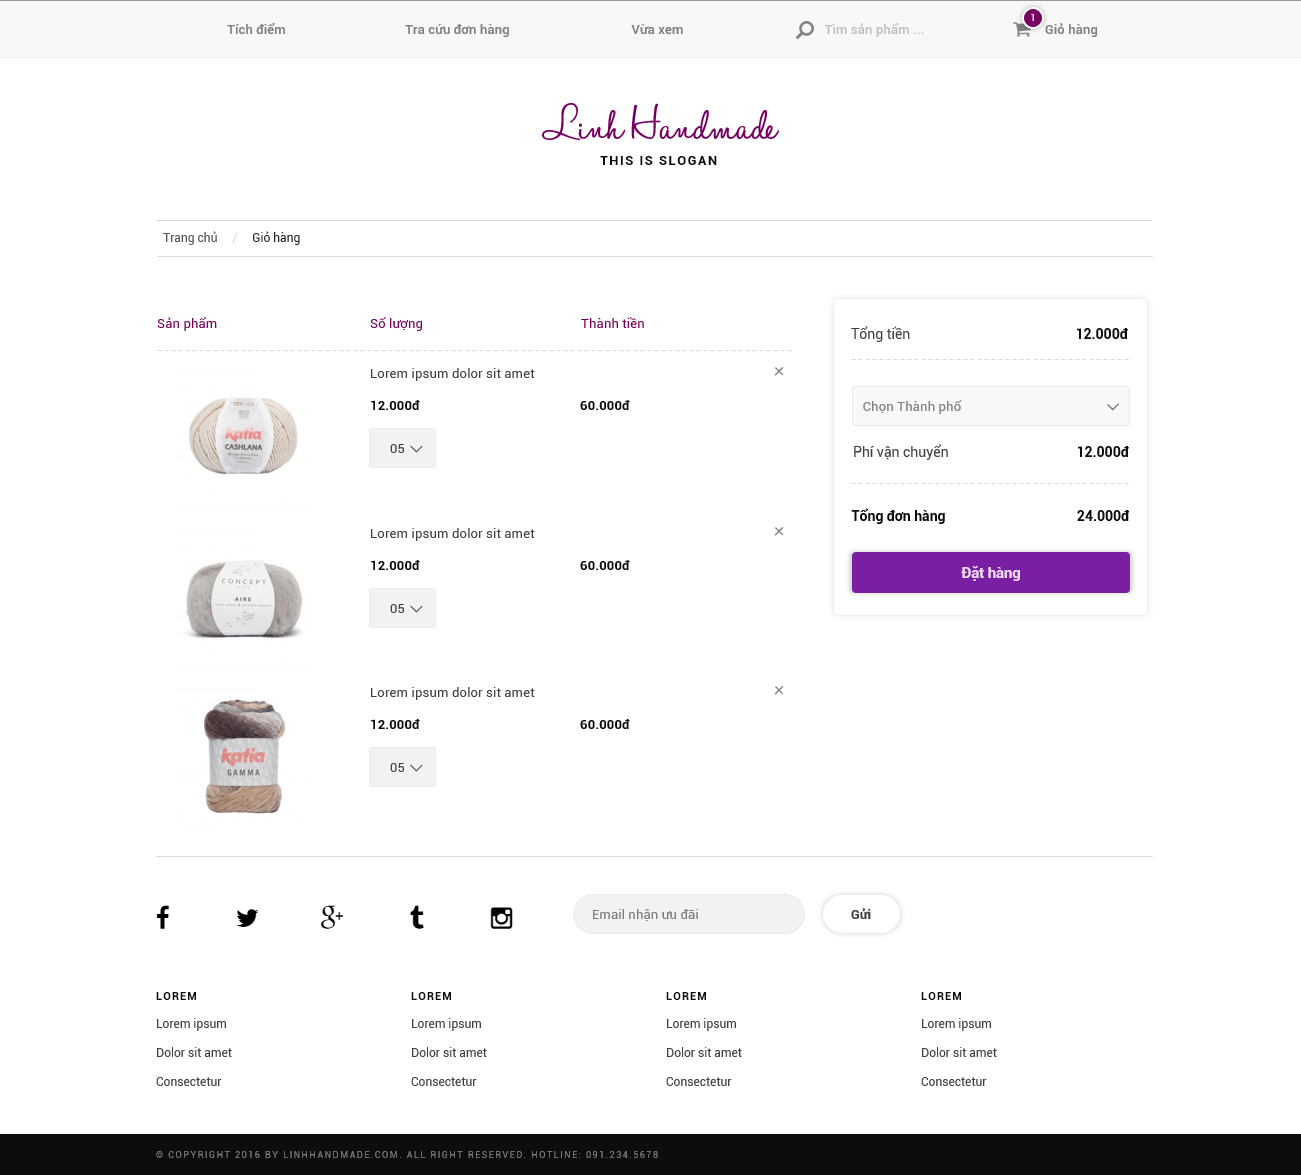 Tích điểm
Tra cứu đơn hàng
Vừa xem
Tìm sản phẩm ...
1
Giỏ hàng
Linh Handmade
THIS IS SLOGAN
Trang chủ / Giỏ hàng
Sản phẩm
Số lượng
Thành tiền
Katia
CASHLANA
Lorem ipsum dolor sit amet
12.000đ
60.000đ
05
CONCEPT
AIRE
Lorem ipsum dolor sit amet
12.000đ
60.000đ
05
Katia
GAMMA
Lorem ipsum dolor sit amet
12.000đ
60.000đ
05
Tổng tiền 12.000đ
Chọn Thành phố
Phí vận chuyển 12.000đ
Tổng đơn hàng 24.000đ
Đặt hàng
Email nhận ưu đãi
Gửi
LOREM
Lorem ipsum
Dolor sit amet
Consectetur
LOREM
Lorem ipsum
Dolor sit amet
Consectetur
LOREM
Lorem ipsum
Dolor sit amet
Consectetur
LOREM
Lorem ipsum
Dolor sit amet
Consectetur
© COPYRIGHT 2016 BY LINHHANDMADE.COM. ALL RIGHT RESERVED. HOTLINE: 091.234.5678